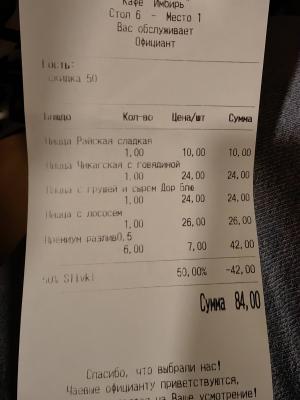 Кафе "Имбирь"
Стол 6 - Место 1
Вас обслуживает
Официант
Гость:
скидка 50
Блюдо Кол-во Цена/шт Сумма
Пицца Райская сладкая
1,00 10,00 10,00
Пицца Чикагская с говядиной
1,00 24,00 24,00
Пицца с грушей и сыром Дор блю
1,00 24,00 24,00
Пицца с лососем
1,00 26,00 26,00
Премиум разлив0,5
6,00 7,00 42,00
50% Slivki 50,00% -42,00
Сумма 84,00
Спасибо, что выбрали нас!
Чаевые официанту приветствуются,
на Ваше усмотрение!